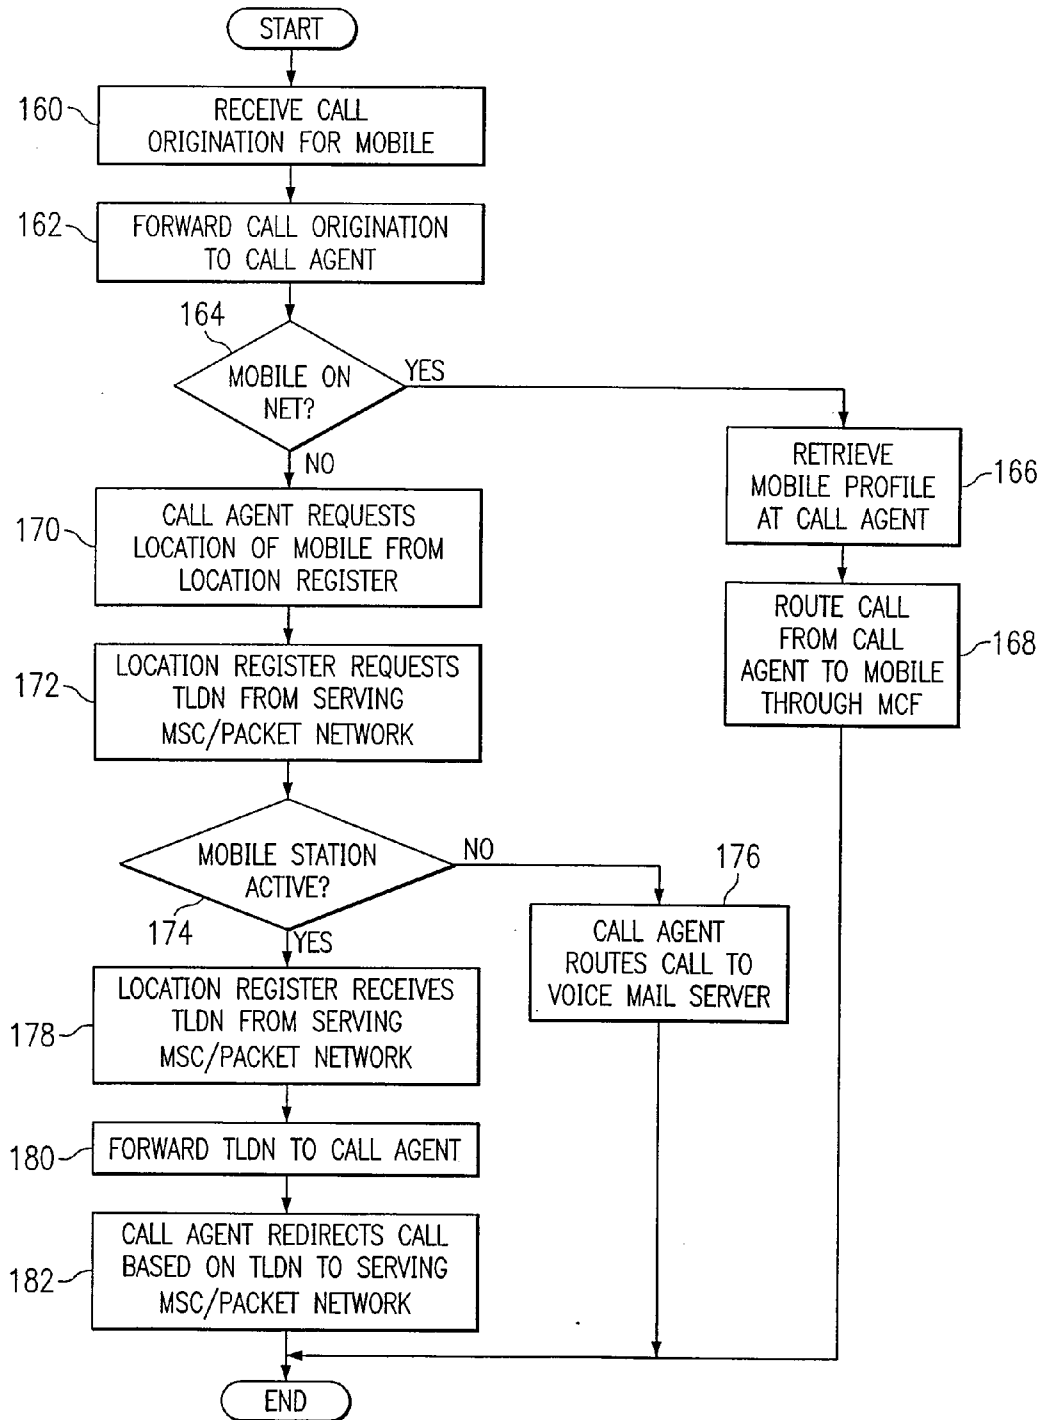 START
160
RECEIVE CALL
ORIGINATION FOR MOBILE
162
FORWARD CALL ORIGINATION
TO CALL AGENT
164
MOBILE ON
NET?
YES
NO
RETRIEVE
MOBILE PROFILE
AT CALL AGENT
166
170
CALL AGENT REQUESTS
LOCATION OF MOBILE FROM
LOCATION REGISTER
ROUTE CALL
FROM CALL
AGENT TO MOBILE
THROUGH MCF
168
172
LOCATION REGISTER REQUESTS
TLDN FROM SERVING
MSC/PACKET NETWORK
MOBILE STATION
ACTIVE?
174
NO
YES
176
CALL AGENT
ROUTES CALL TO
VOICE MAIL SERVER
178
LOCATION REGISTER RECEIVES
TLDN FROM SERVING
MSC/PACKET NETWORK
180
FORWARD TLDN TO CALL AGENT
182
CALL AGENT REDIRECTS CALL
BASED ON TLDN TO SERVING
MSC/PACKET NETWORK
END